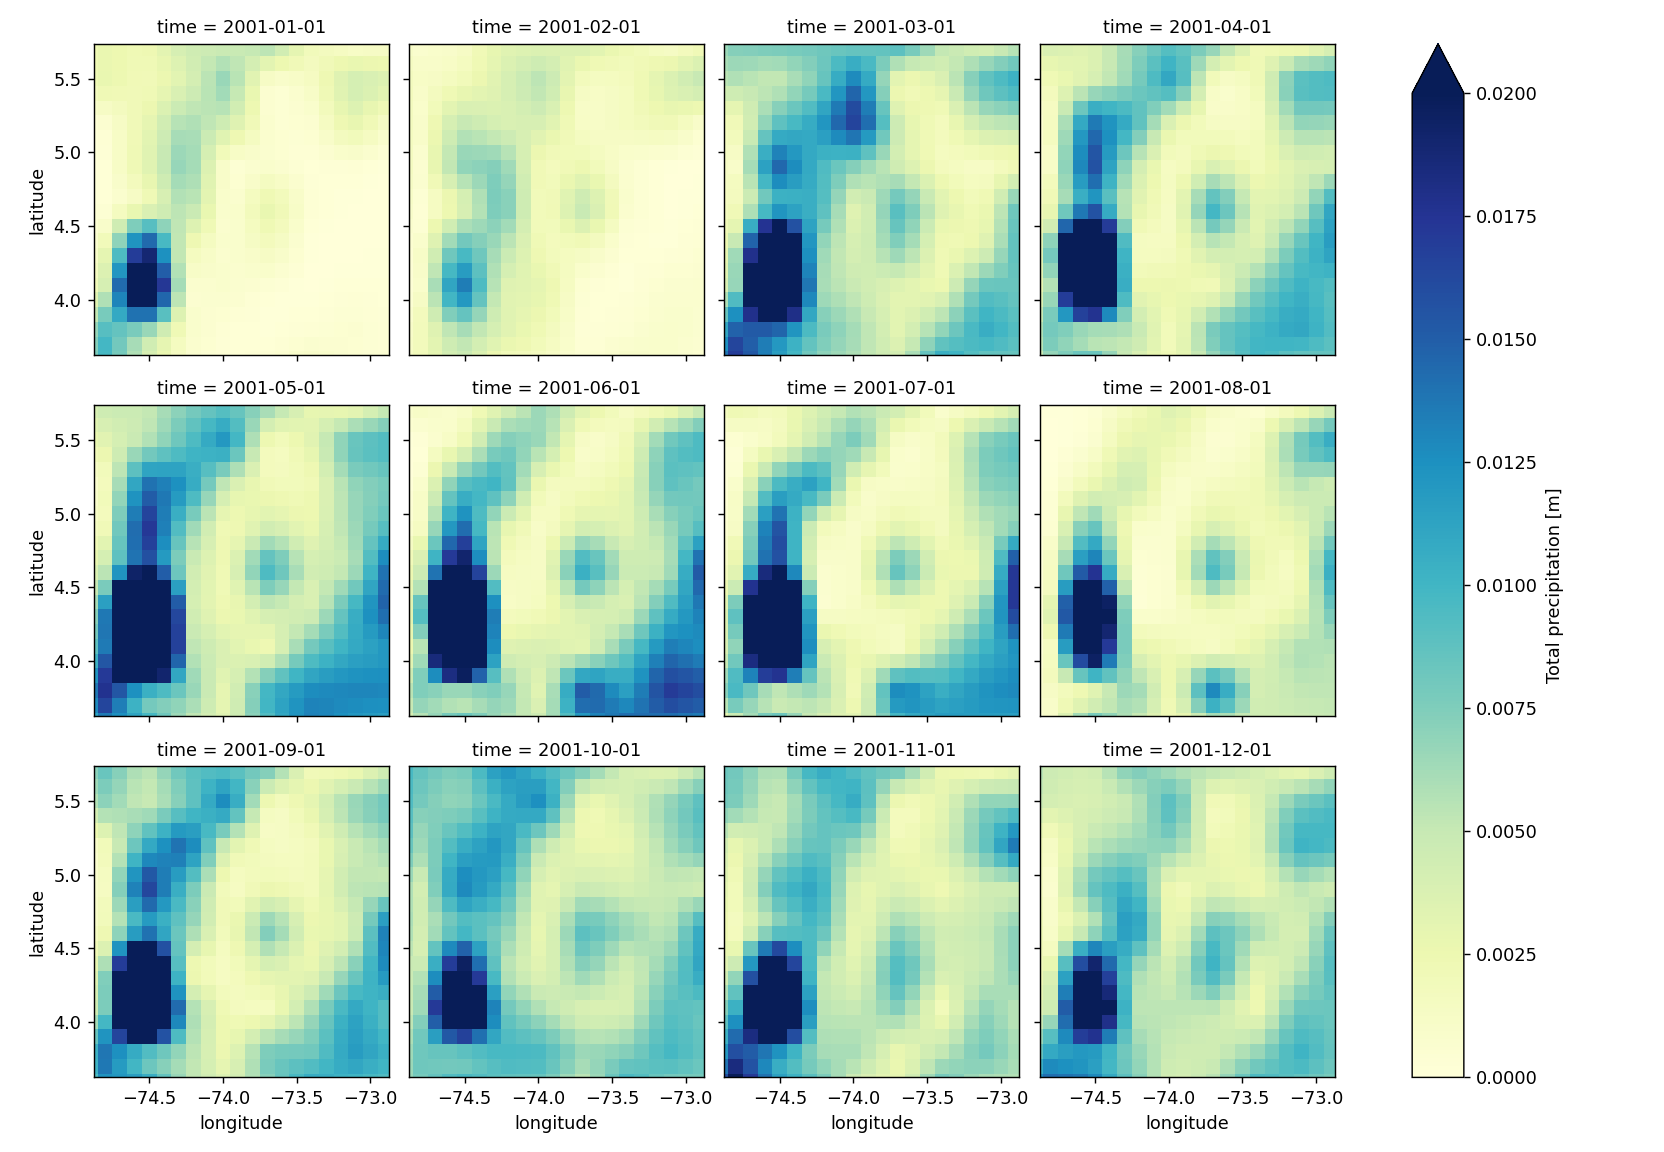 time = 2001-01-01
time = 2001-02-01
time = 2001-03-01
time = 2001-04-01
5.5
5.0
4.5
4.0
latitude
time = 2001-05-01
time = 2001-06-01
time = 2001-07-01
time = 2001-08-01
5.5
5.0
4.5
4.0
latitude
time = 2001-09-01
time = 2001-10-01
time = 2001-11-01
time = 2001-12-01
5.5
5.0
4.5
4.0
latitude
−74.5 −74.0 −73.5 −73.0
longitude
−74.5 −74.0 −73.5 −73.0
longitude
−74.5 −74.0 −73.5 −73.0
longitude
−74.5 −74.0 −73.5 −73.0
longitude
0.0200
0.0175
0.0150
0.0125
0.0100
0.0075
0.0050
0.0025
0.0000
Total precipitation [m]